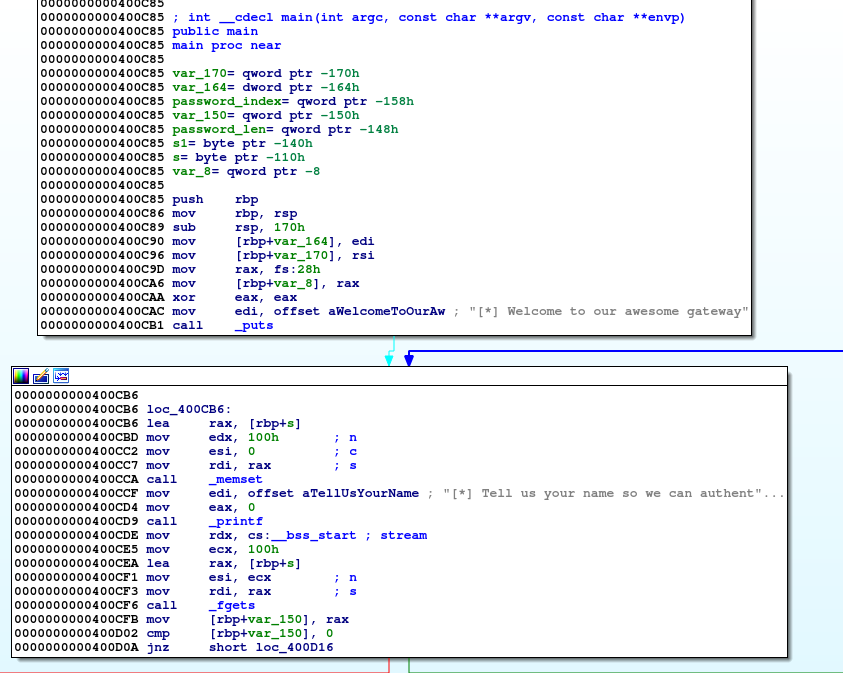 0000000000400C85
0000000000400C85 ; int __cdecl main(int argc, const char **argv, const char **envp)
0000000000400C85 public main
0000000000400C85 main proc near
0000000000400C85
0000000000400C85 var_170= qword ptr -170h
0000000000400C85 var_164= dword ptr -164h
0000000000400C85 password_index= qword ptr -158h
0000000000400C85 var_150= qword ptr -150h
0000000000400C85 password_len= qword ptr -148h
0000000000400C85 s1= byte ptr -140h
0000000000400C85 s= byte ptr -110h
0000000000400C85 var_8= qword ptr -8
0000000000400C85
0000000000400C85 push    rbp
0000000000400C86 mov     rbp, rsp
0000000000400C89 sub     rsp, 170h
0000000000400C90 mov     [rbp+var_164], edi
0000000000400C96 mov     [rbp+var_170], rsi
0000000000400C9D mov     rax, fs:28h
0000000000400CA6 mov     [rbp+var_8], rax
0000000000400CAA xor     eax, eax
0000000000400CAC mov     edi, offset aWelcomeToOurAw ; "[*] Welcome to our awesome gateway"
0000000000400CB1 call    _puts
0000000000400CB6
0000000000400CB6 loc_400CB6:
0000000000400CB6 lea     rax, [rbp+s]
0000000000400CBD mov     edx, 100h       ; n
0000000000400CC2 mov     esi, 0          ; c
0000000000400CC7 mov     rdi, rax        ; s
0000000000400CCA call    _memset
0000000000400CCF mov     edi, offset aTellUsYourName ; "[*] Tell us your name so we can authent"...
0000000000400CD4 mov     eax, 0
0000000000400CD9 call    _printf
0000000000400CDE mov     rdx, cs:__bss_start ; stream
0000000000400CE5 mov     ecx, 100h
0000000000400CEA lea     rax, [rbp+s]
0000000000400CF1 mov     esi, ecx        ; n
0000000000400CF3 mov     rdi, rax        ; s
0000000000400CF6 call    _fgets
0000000000400CFB mov     [rbp+var_150], rax
0000000000400D02 cmp     [rbp+var_150], 0
0000000000400D0A jnz     short loc_400D16